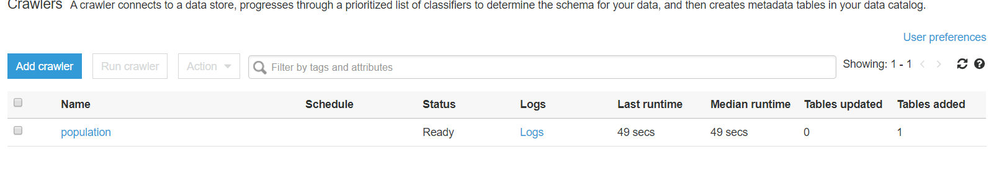 Crawlers A crawler connects to a data store, progresses through a prioritized list of classifiers to determine the schema for your data, and then creates metadata tables in your data catalog.
User preferences
Add crawler Run crawler Action Filter by tags and attributes Showing: 1 - 1
Name Schedule Status Logs Last runtime Median runtime Tables updated Tables added
population Ready Logs 49 secs 49 secs 0 1